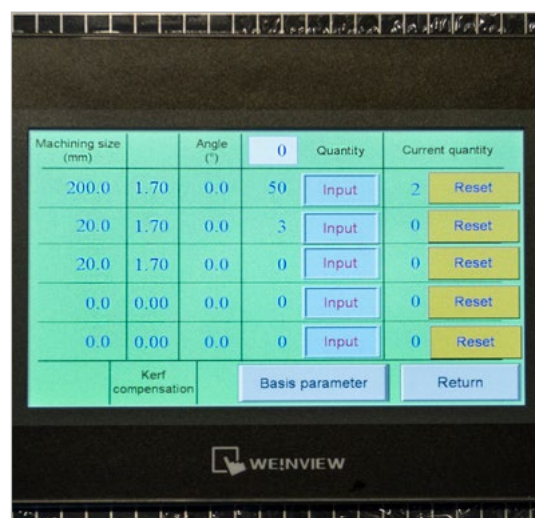 Machining size (mm) Angle (°) 0 Quantity Current quantity
200.0 1.70 0.0 50 Input 2 Reset
20.0 1.70 0.0 3 Input 0 Reset
20.0 1.70 0.0 0 Input 0 Reset
0.0 0.00 0.0 0 Input 0 Reset
0.0 0.00 0.0 0 Input 0 Reset
Kerf compensation Basis parameter Return
WE!NVIEW